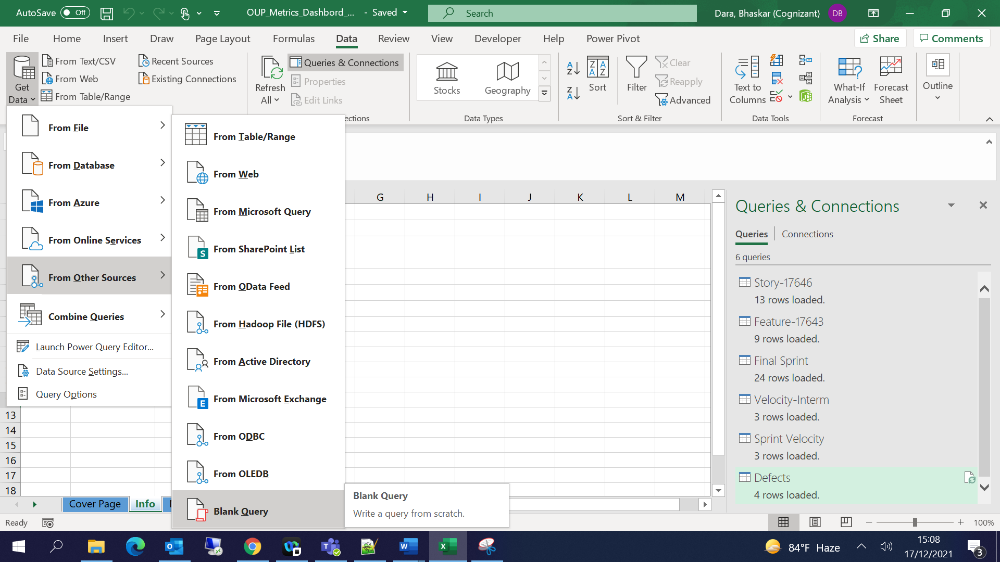 AutoSave Off
OUP_Metrics_Dashbord_... - Saved
Search
Dara, Bhaskar (Cognizant) DB
File Home Insert Draw Page Layout Formulas Data Review View Developer Help Power Pivot
Share Comments
Get Data
From Text/CSV
From Web
From Table/Range
Recent Sources
Existing Connections
Refresh All
Queries & Connections
Properties
Edit Links
ections
Stocks
Geography
Data Types
Sort
Filter
Clear
Reapply
Advanced
Sort & Filter
Text to Columns
Data Tools
What-If Analysis
Forecast Sheet
Forecast
Outline
From File
From Database
From Azure
From Online Services
From Other Sources
Combine Queries
Launch Power Query Editor...
Data Source Settings...
Query Options
From Table/Range
From Web
From Microsoft Query
From SharePoint List
From OData Feed
From Hadoop File (HDFS)
From Active Directory
From Microsoft Exchange
From ODBC
From OLEDB
Blank Query
Blank Query
Write a query from scratch.
G H I J K L M
13
14
15
16
17
18
Queries & Connections
Queries Connections
6 queries
Story-17646
13 rows loaded.
Feature-17643
9 rows loaded.
Final Sprint
24 rows loaded.
Velocity-Interm
3 rows loaded.
Sprint Velocity
3 rows loaded.
Defects
4 rows loaded.
Cover Page Info
Ready
100%
84°F Haze
15:08
17/12/2021
3